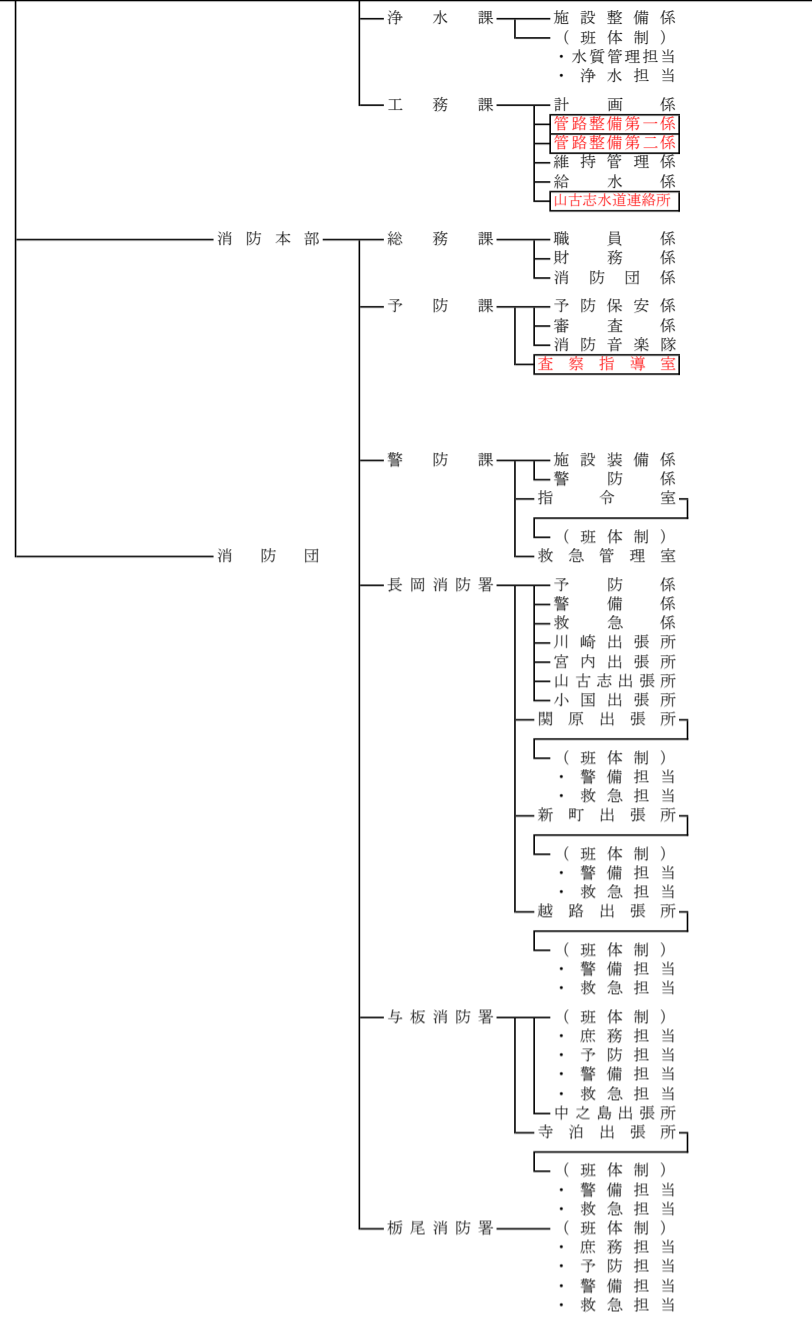 浄水課 施設整備係
（班体制）
・水質管理担当
・浄水担当
工務課 計画係
管路整備第一係
管路整備第二係
維持管理係
給水係
山古志水道連絡所
消防本部 総務課 職員係
財務係
消防団係
予防課 予防保安係
審査係
消防音楽隊
査察指導室
警防課 施設装備係
警防係
指令室
（班体制）
消防団 救急管理室
長岡消防署 予防係
警備係
救急係
川崎出張所
宮内出張所
山古志出張所
小国出張所
関原出張所
（班体制）
・警備担当
・救急担当
新町出張所
（班体制）
・警備担当
・救急担当
越路出張所
（班体制）
・警備担当
・救急担当
与板消防署 （班体制）
・庶務担当
・予防担当
・警備担当
・救急担当
中之島出張所
寺泊出張所
（班体制）
・警備担当
・救急担当
栃尾消防署 （班体制）
・庶務担当
・予防担当
・警備担当
・救急担当